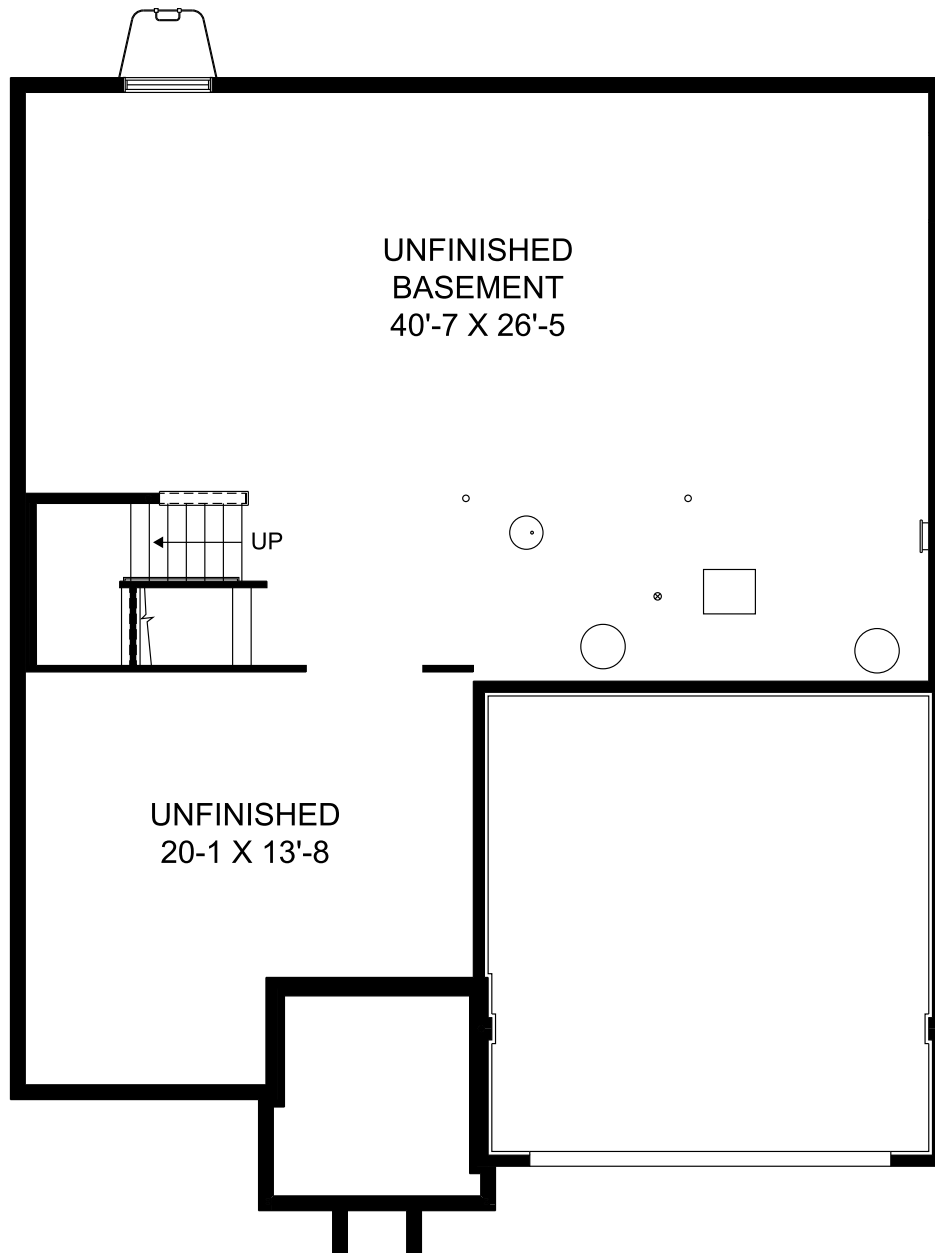 UNFINISHED
BASEMENT
40'-7 X 26'-5
UP
UNFINISHED
20-1 X 13'-8